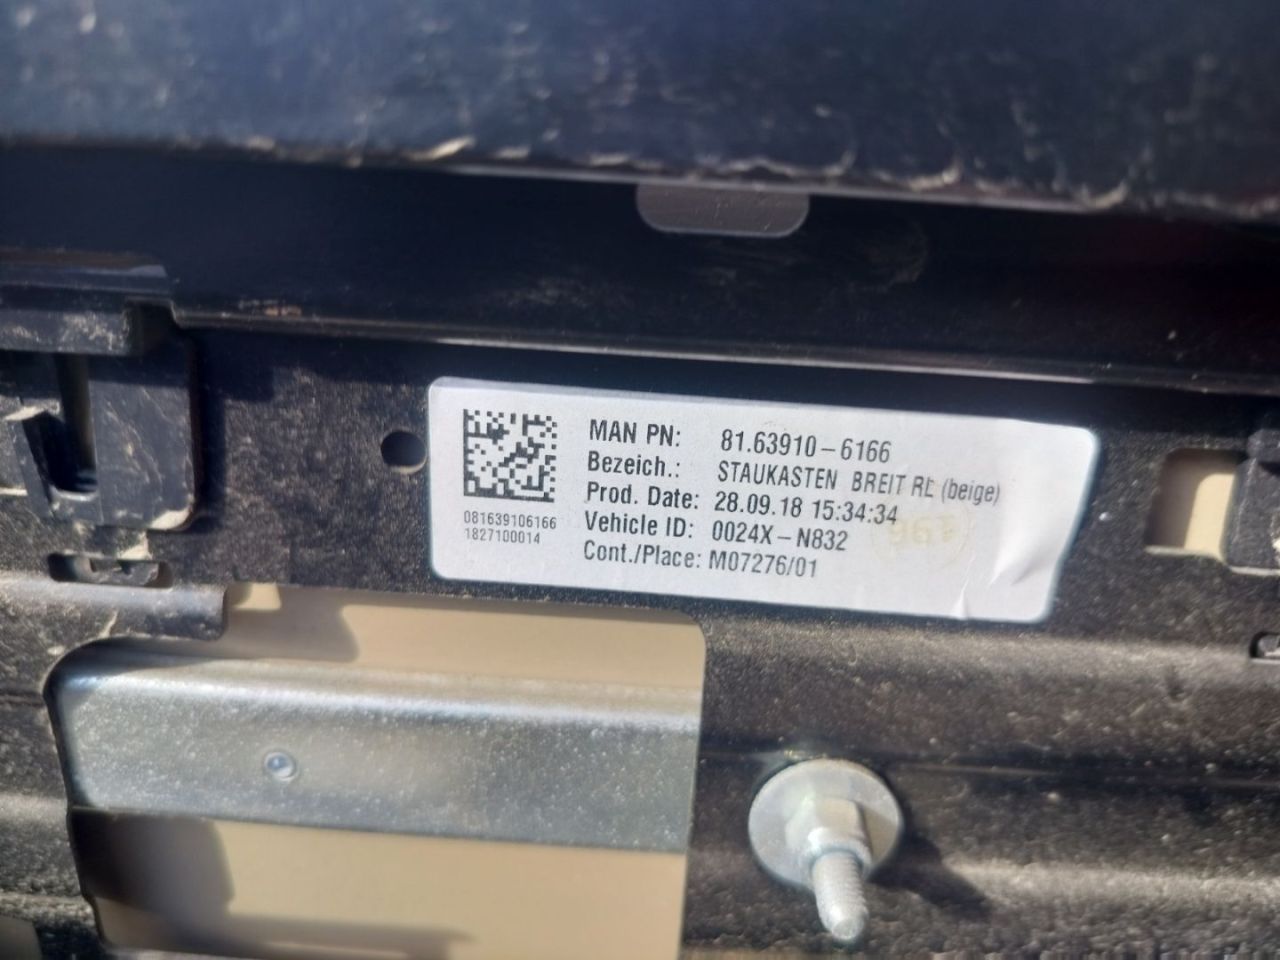 MAN PN: 81.63910-6166
Bezeich.: STAUKASTEN BREIT RL (beige)
Prod. Date: 28.09.18 15:34:34
Vehicle ID: 0024X-N832
Cont./Place: M07276/01
081639106166
1827100014